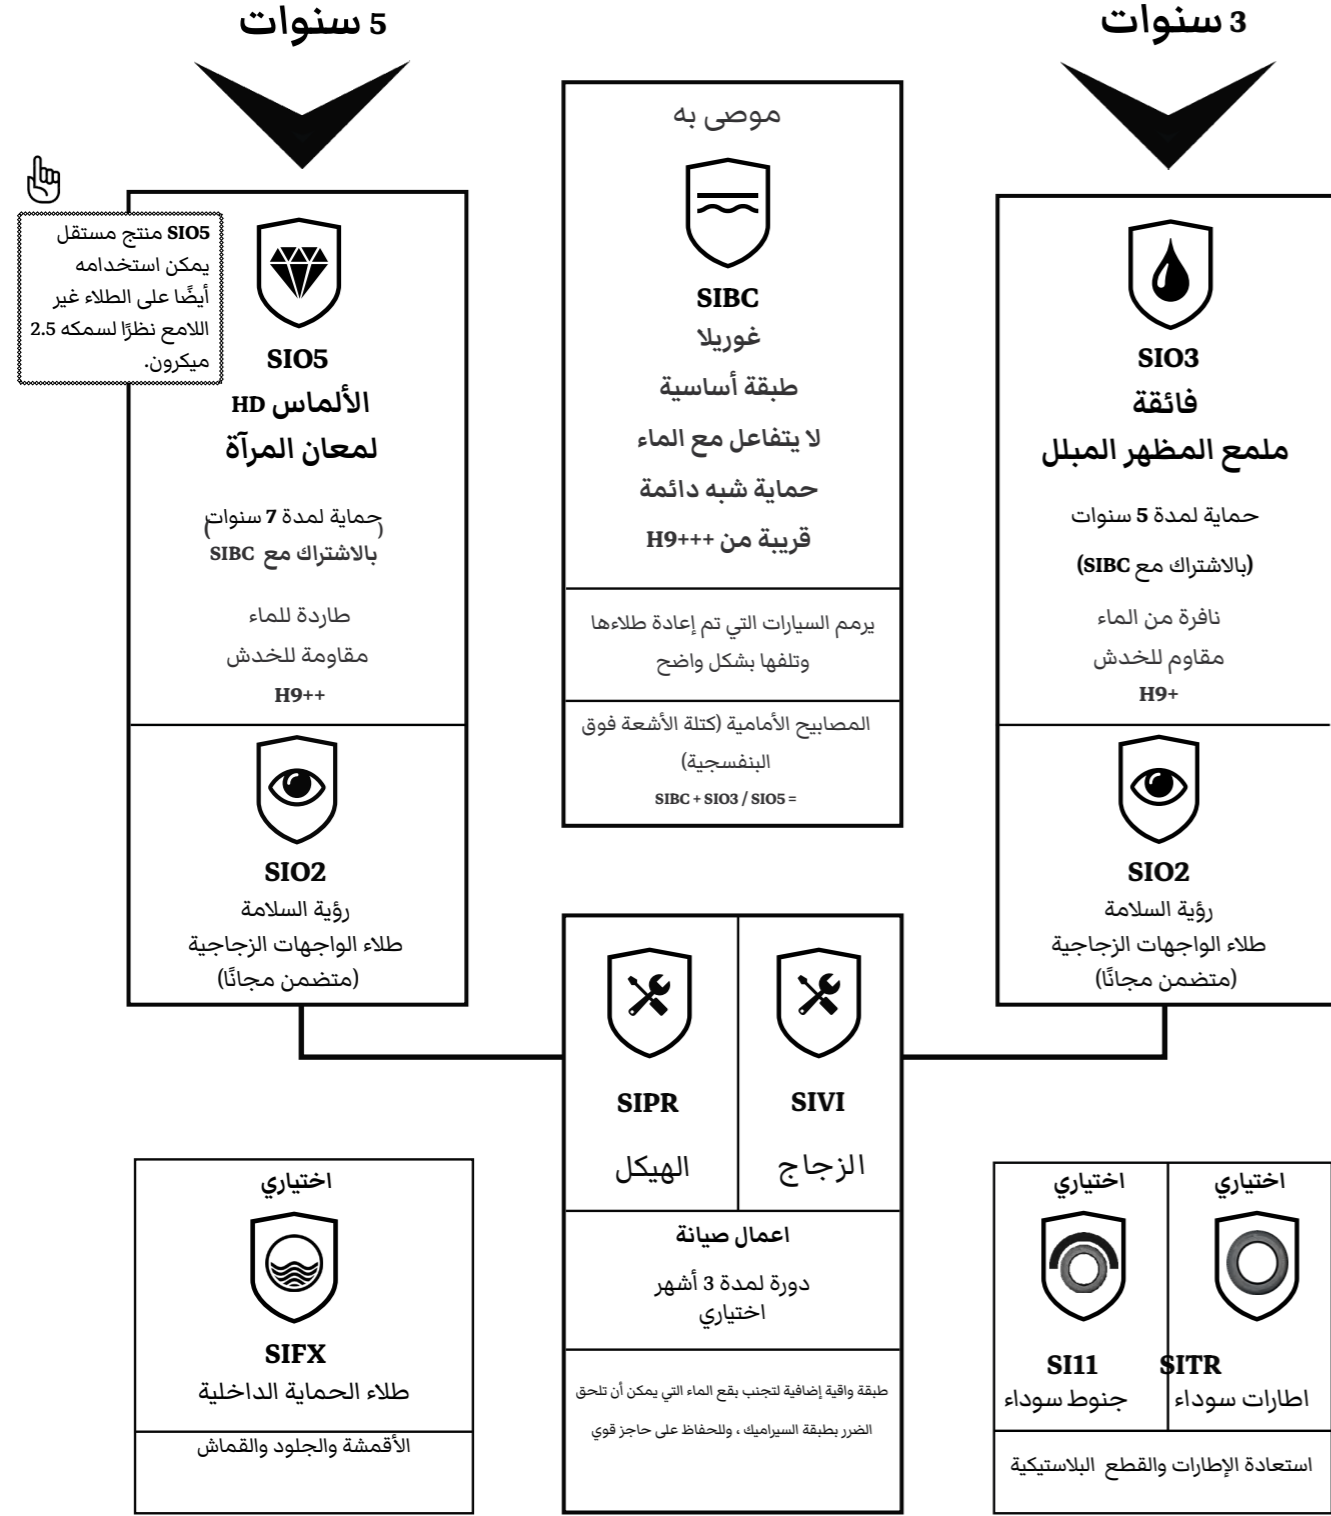 3 سنوات
SIO3
فائقة
ملمع المظهر المبلل
حماية لمدة 5 سنوات
(بالاشتراك مع SIBC)
نافرة من الماء
مقاوم للخدش
H9+
SIO2
رؤية السلامة
طلاء الواجهات الزجاجية
(متضمن مجانًا)
موصى به
SIBC
غوريلا
طبقة أساسية
لا يتفاعل مع الماء
حماية شبه دائمة
قريبة من H9+++
يرمم السيارات التي تم إعادة طلاءها
وتلفها بشكل واضح
المصابيح الأمامية (كتلة الأشعة فوق
البنفسجية)
SIBC + SIO3 / SIO5 =
5 سنوات
SIO5 منتج مستقل
يمكن استخدامه
أيضًا على الطلاء غير
اللامع نظرًا لسمكه 2.5
ميكرون.
SIO5
الألماس HD
لمعان المرآة
حماية لمدة 7 سنوات
(بالاشتراك مع SIBC)
طاردة للماء
مقاومة للخدش
H9++
SIO2
رؤية السلامة
طلاء الواجهات الزجاجية
(متضمن مجانًا)
SIVI
الزجاج
SIPR
الهيكل
اعمال صيانة
دورة لمدة 3 أشهر
اختياري
طبقة واقية إضافية لتجنب بقع الماء التي يمكن أن تلحق
الضرر بطبقة السيراميك ، وللحفاظ على حاجز قوي
اختياري
SITR
اطارات سوداء
اختياري
SI11
جنوط سوداء
استعادة الإطارات والقطع البلاستيكية
اختياري
SIFX
طلاء الحماية الداخلية
الأقمشة والجلود والقماش